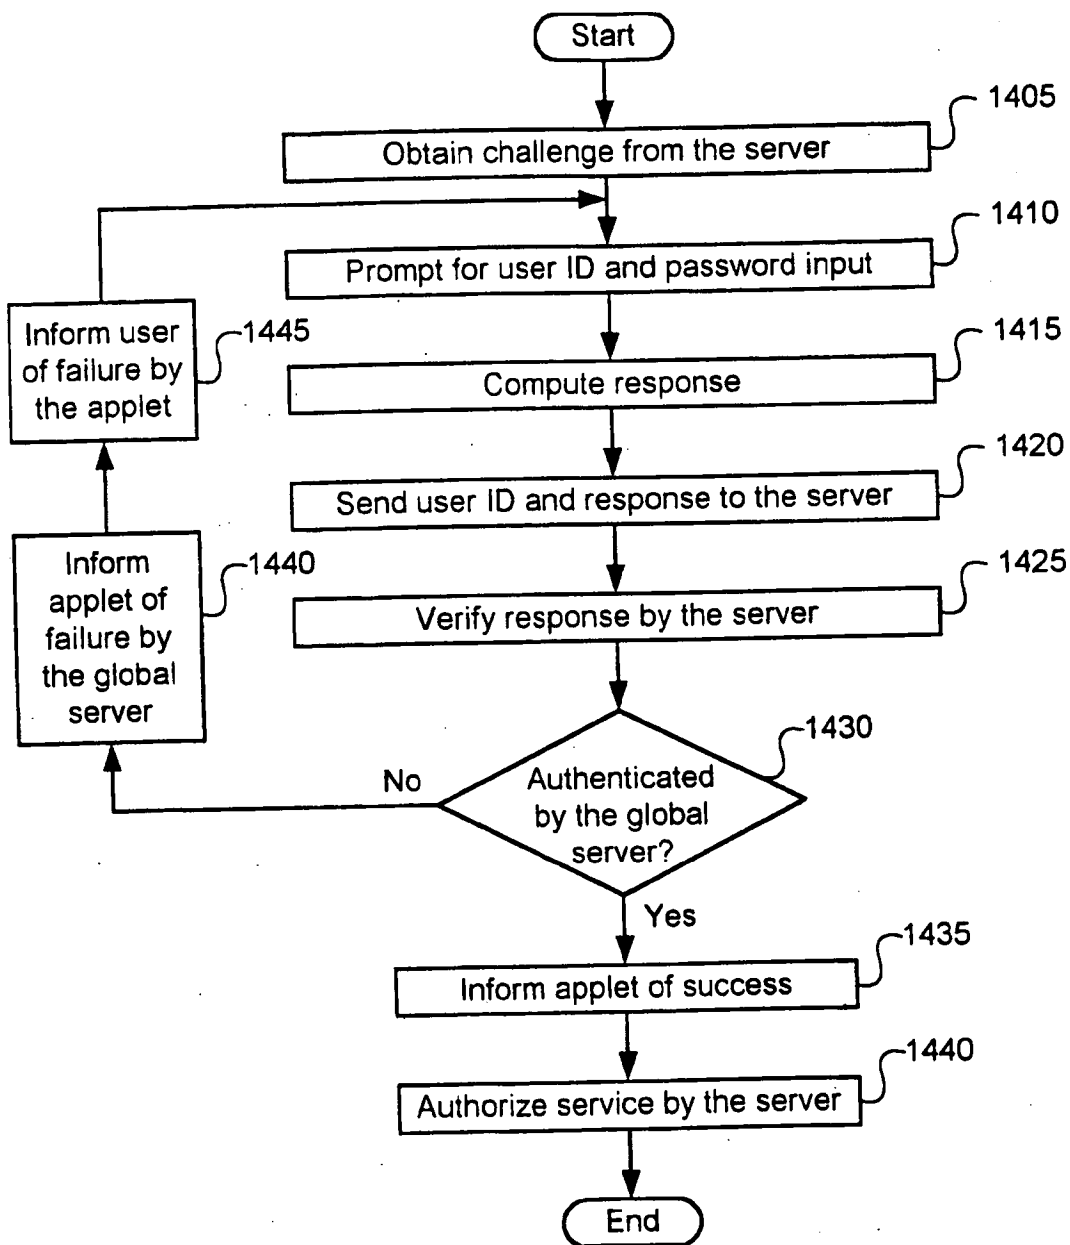 Start
1405
Obtain challenge from the server
1410
Prompt for user ID and password input
1445
Inform user
of failure by
the applet
1415
Compute response
1420
Send user ID and response to the server
1440
Inform
applet of
failure by
the global
server
1425
Verify response by the server
1430
Authenticated
by the global
server?
No
Yes
1435
Inform applet of success
1440
Authorize service by the server
End